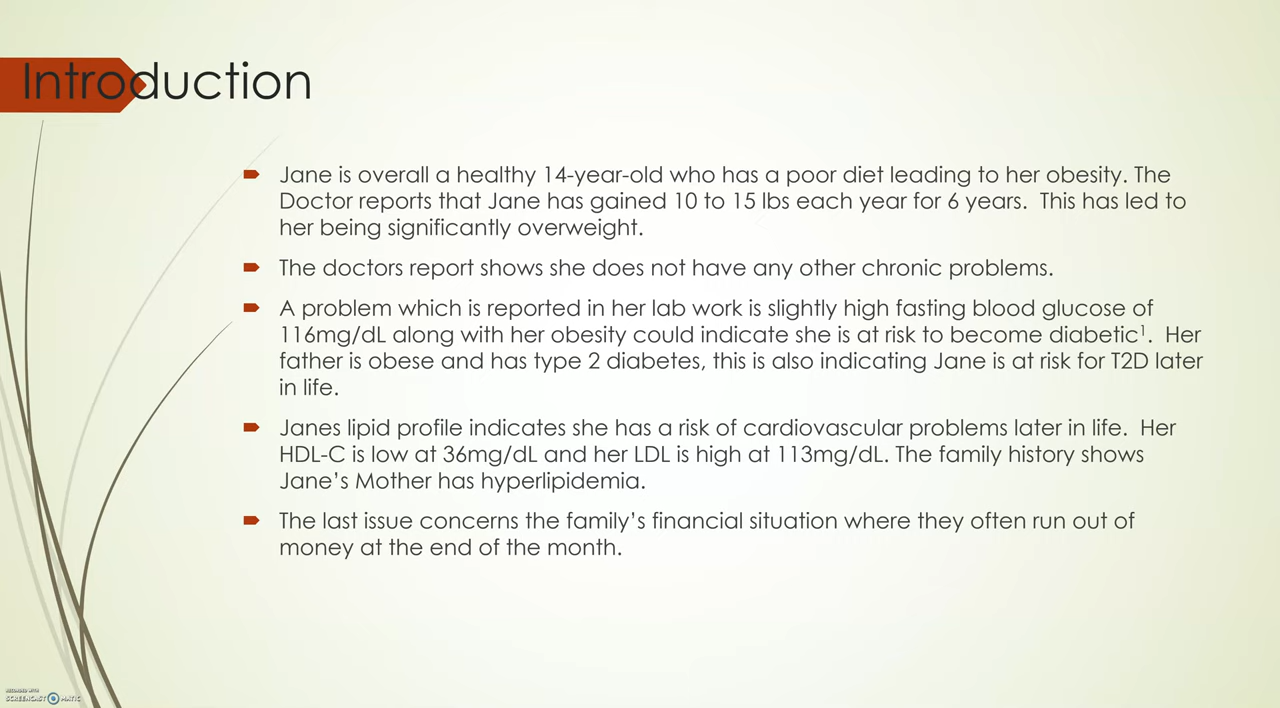 Introduction
Jane is overall a healthy 14-year-old who has a poor diet leading to her obesity. The
Doctor reports that Jane has gained 10 to 15 lbs each year for 6 years.  This has led to
her being significantly overweight.
The doctors report shows she does not have any other chronic problems.
A problem which is reported in her lab work is slightly high fasting blood glucose of
116mg/dL along with her obesity could indicate she is at risk to become diabetic¹.  Her
father is obese and has type 2 diabetes, this is also indicating Jane is at risk for T2D later
in life.
Janes lipid profile indicates she has a risk of cardiovascular problems later in life.  Her
HDL-C is low at 36mg/dL and her LDL is high at 113mg/dL. The family history shows
Jane’s Mother has hyperlipidemia.
The last issue concerns the family’s financial situation where they often run out of
money at the end of the month.
RECORDED WITH
SCREENCAST MATIC